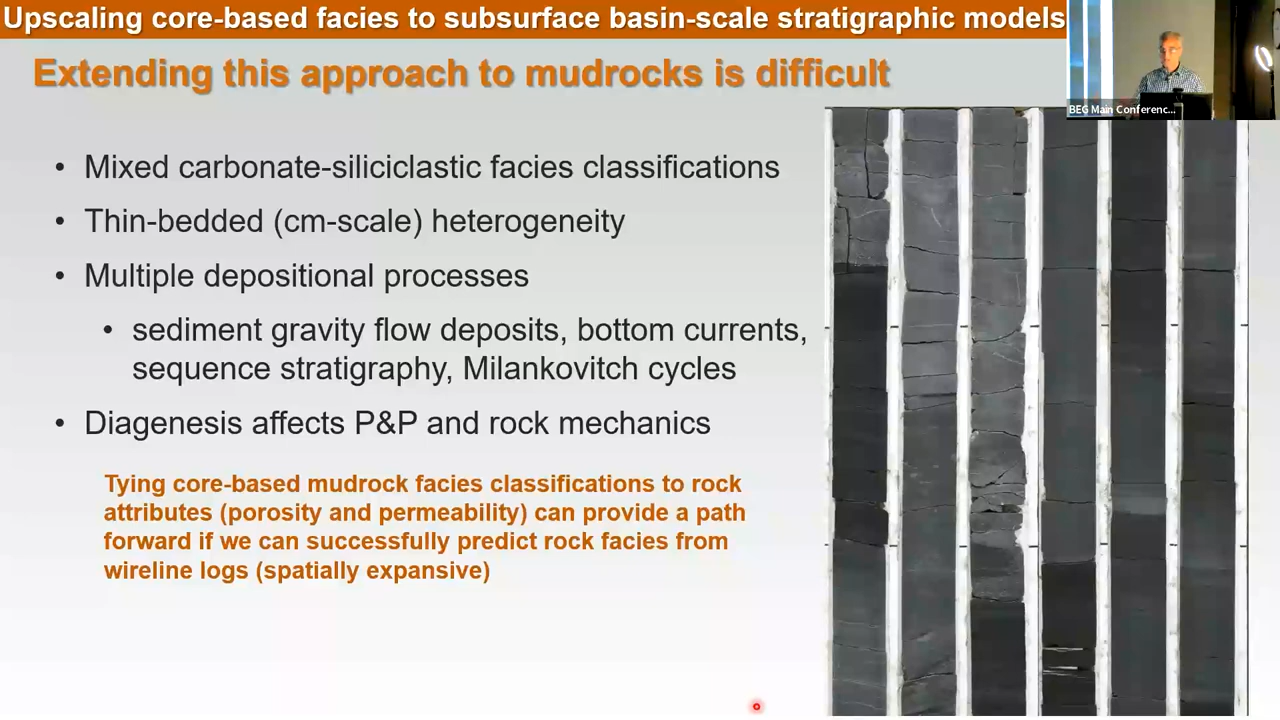 Upscaling core-based facies to subsurface basin-scale stratigraphic models
Extending this approach to mudrocks is difficult
BEG Main Conferenc...
• Mixed carbonate-siliciclastic facies classifications
• Thin-bedded (cm-scale) heterogeneity
• Multiple depositional processes
• sediment gravity flow deposits, bottom currents,
sequence stratigraphy, Milankovitch cycles
• Diagenesis affects P&P and rock mechanics
Tying core-based mudrock facies classifications to rock
attributes (porosity and permeability) can provide a path
forward if we can successfully predict rock facies from
wireline logs (spatially expansive)